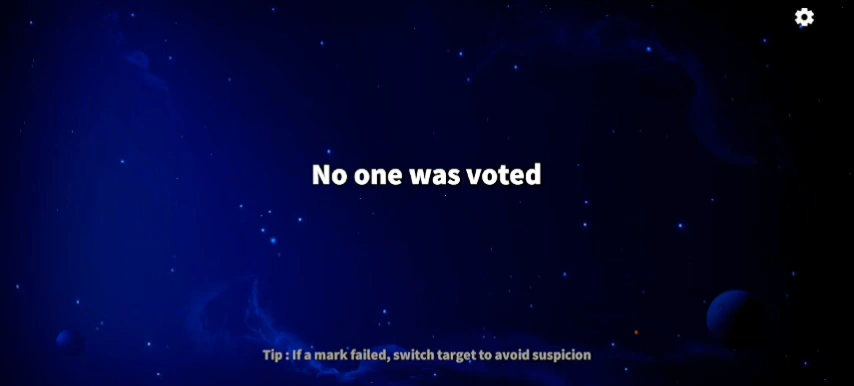 No one was voted
Tip : If a mark failed, switch target to avoid suspicion